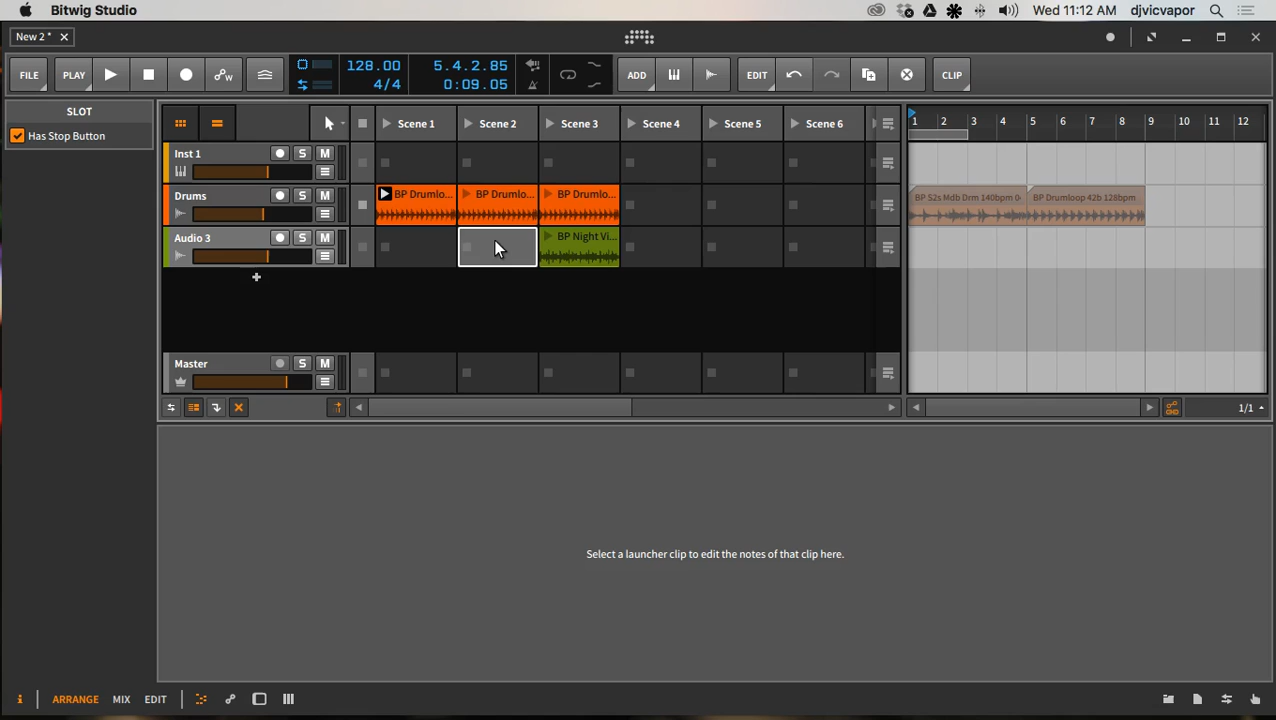 Bitwig Studio
Wed 11:12 AM djvicvapor
New 2 *
FILE PLAY 128.00 5.4.2.85 ADD EDIT CLIP
4/4 0:09.05
SLOT
Has Stop Button
Scene 1 Scene 2 Scene 3 Scene 4 Scene 5 Scene 6
1 2 3 4 5 6 7 8 9 10 11 12
Inst 1 S M
Drums S M BP Drumlo... BP Drumlo... BP Drumlo...
BP S2s Mdb Drm 140bpm BP Drumloop 42b 128bpm
Audio 3 S M BP Night Vi...
Master S M
1/1
Select a launcher clip to edit the notes of that clip here.
i ARRANGE MIX EDIT